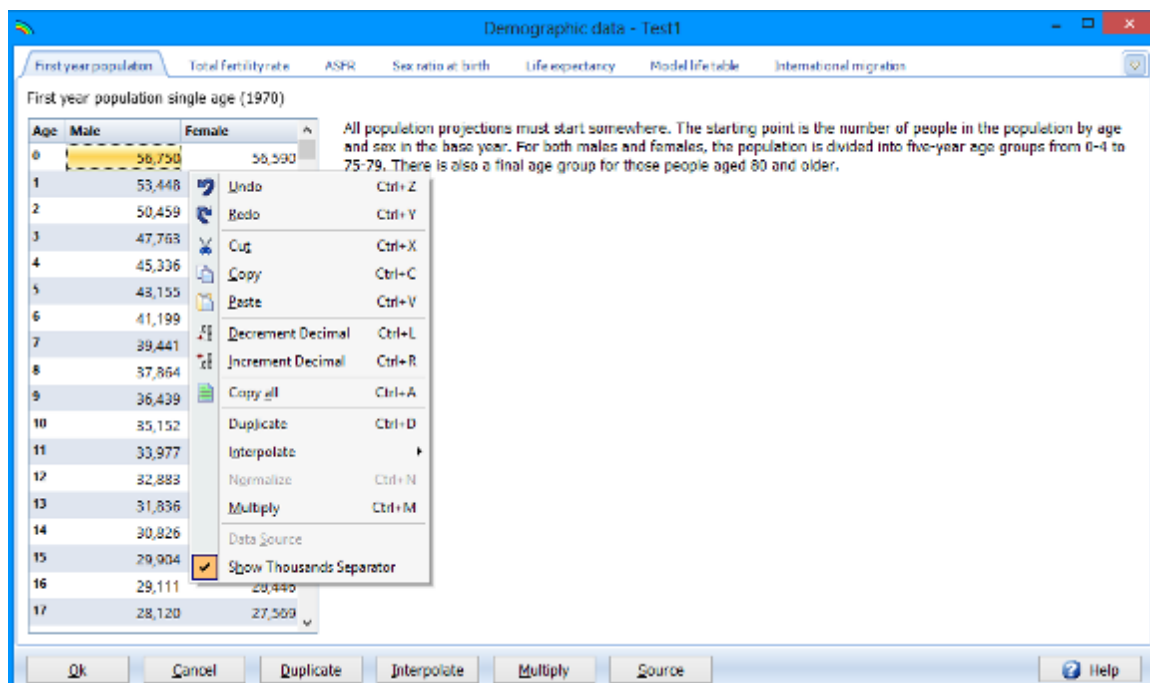 Demographic data - Test1
First year population Total fertility rate ASFR Sex ratio at birth Life expectancy Model life table International migration
First year population single age (1970)
All population projections must start somewhere. The starting point is the number of people in the population by age
and sex in the base year. For both males and females, the population is divided into five-year age groups from 0-4 to
75-79. There is also a final age group for those people aged 80 and older.
Age Male Female
0 56,750 56,590
1 53,448
2 50,459
3 47,763
4 45,336
5 43,155
6 41,199
7 39,441
8 37,864
9 36,439
10 35,152
11 33,977
12 32,883
13 31,836
14 30,826
15 29,904
16 29,111 28,446
17 28,120 27,569
Undo Ctrl+Z
Redo Ctrl+Y
Cut Ctrl+X
Copy Ctrl+C
Paste Ctrl+V
Decrement Decimal Ctrl+L
Increment Decimal Ctrl+R
Copy all Ctrl+A
Duplicate Ctrl+D
Interpolate
Normalize Ctrl+N
Multiply Ctrl+M
Data Source
Show Thousands Separator
Ok Cancel Duplicate Interpolate Multiply Source Help